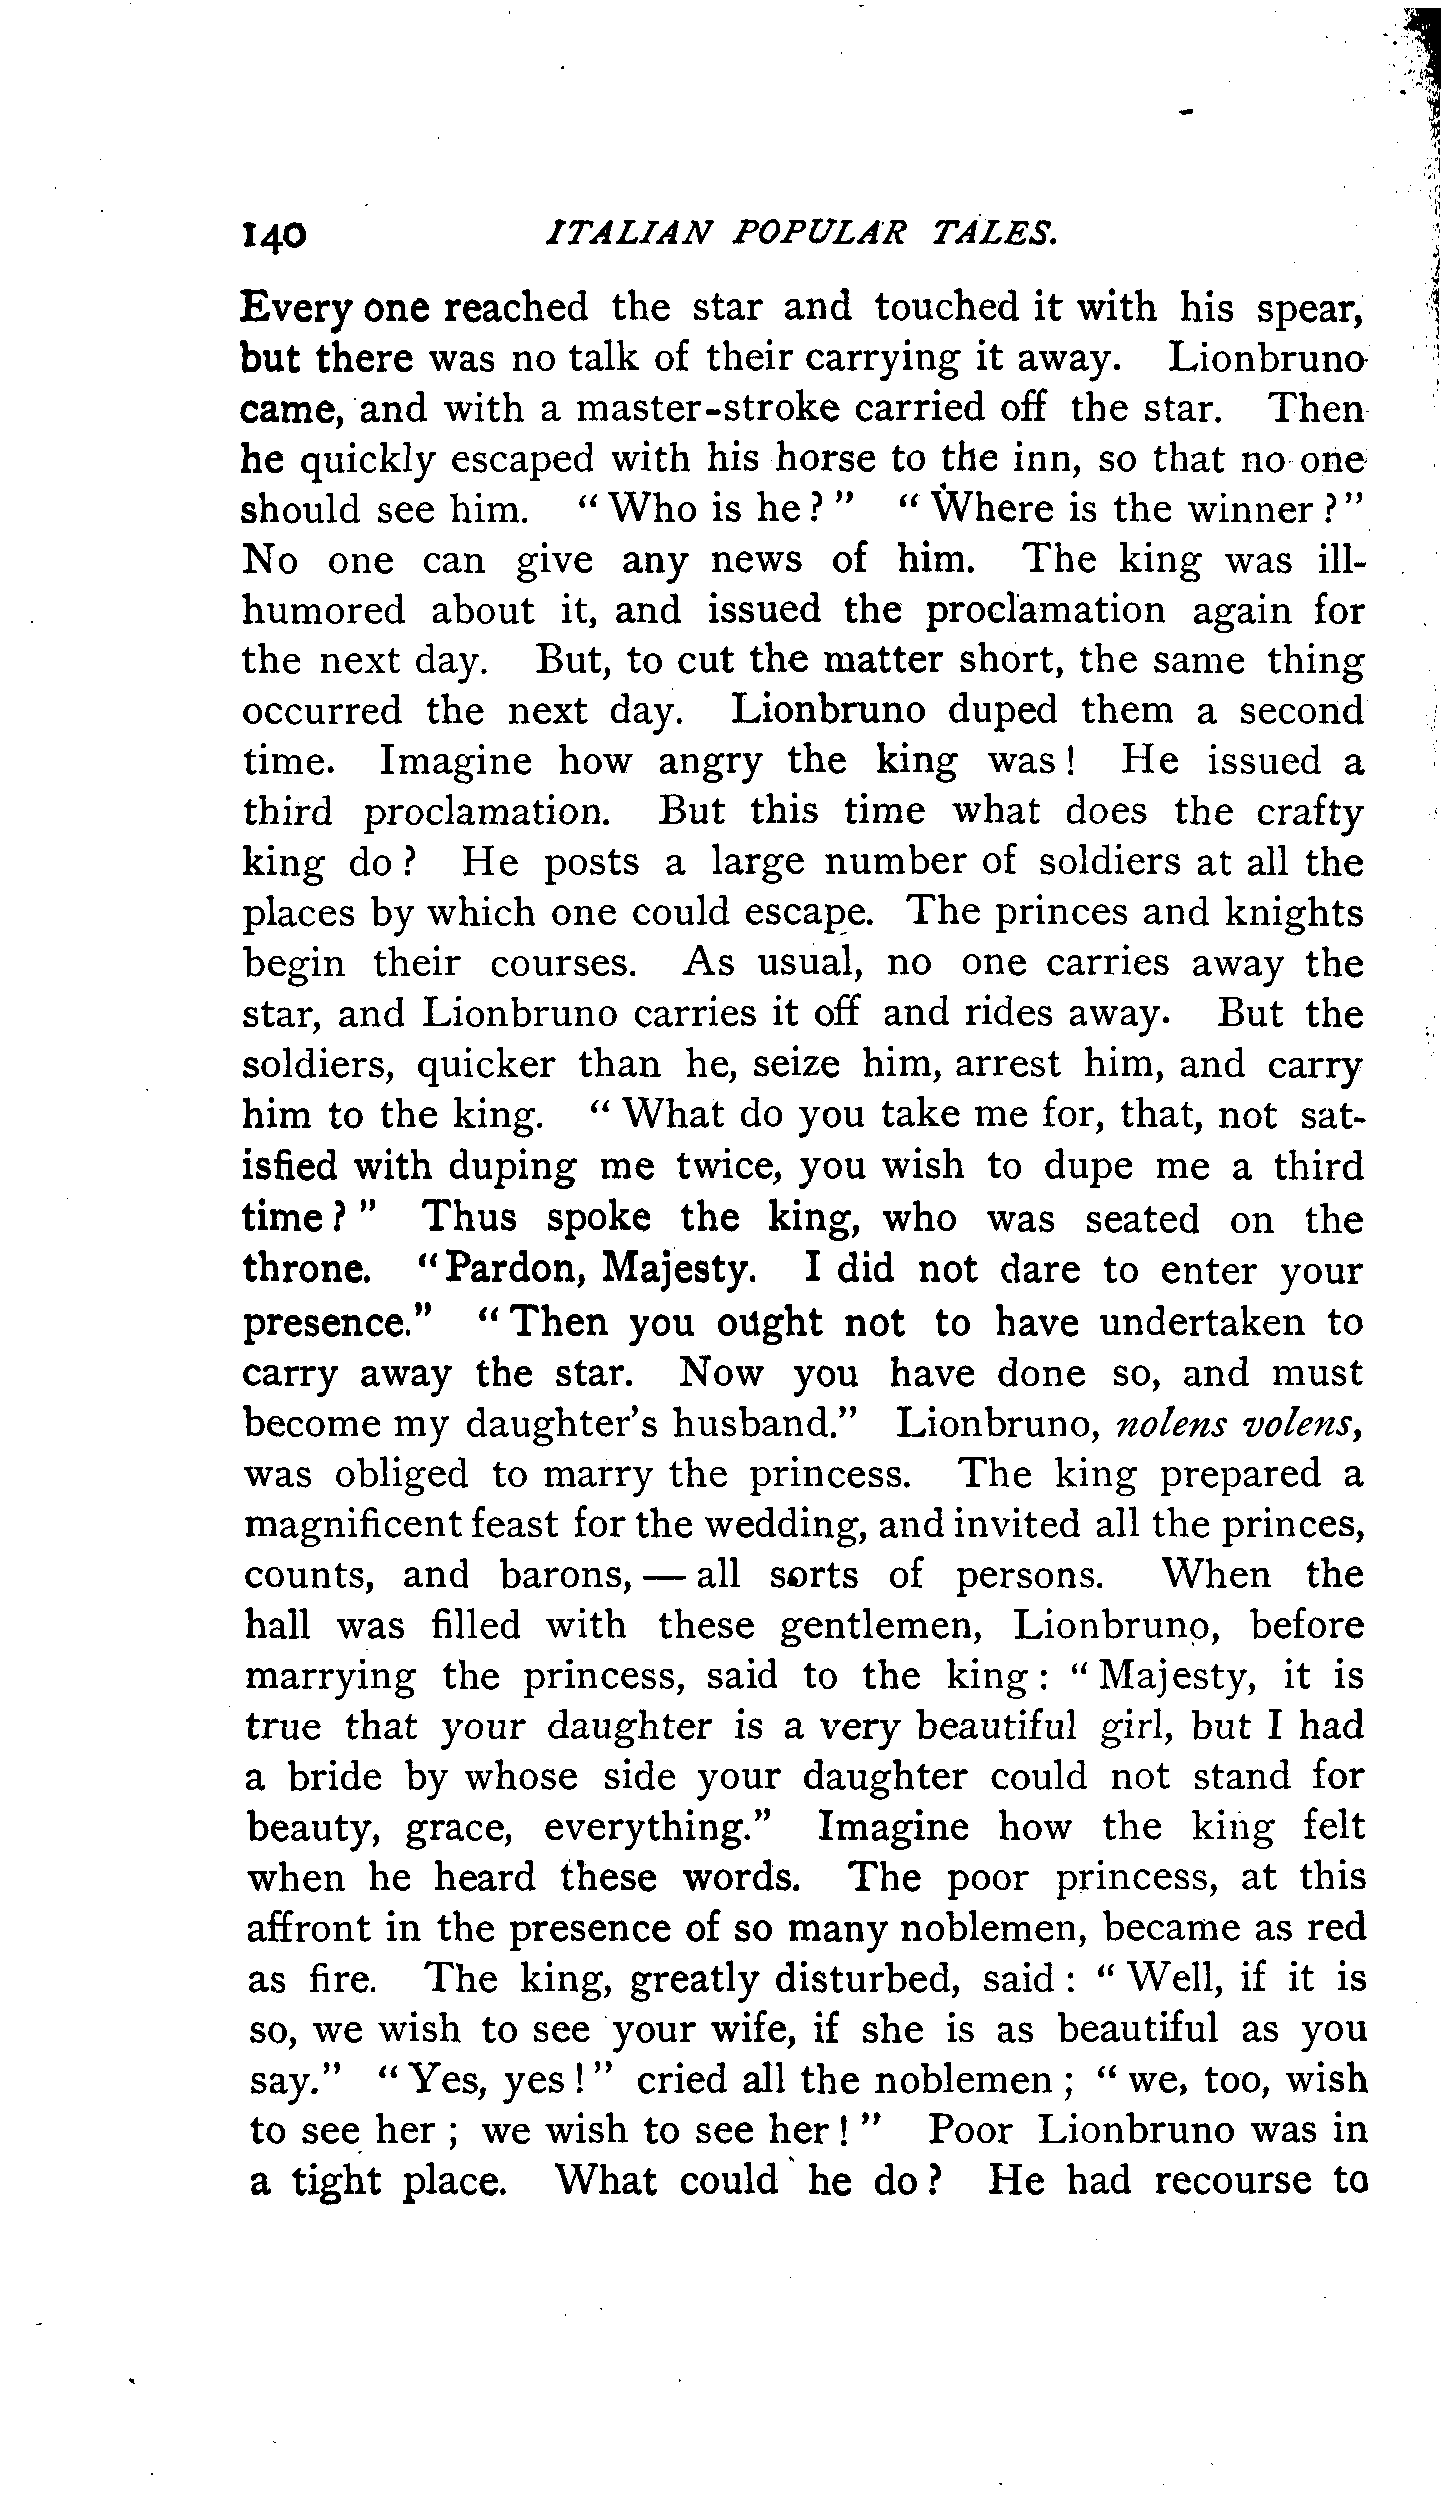 140 ITALIAN POPULAR TALES.
Every one reached the star and touched it with his spear,
but there was no talk of their carrying it away. Lionbruno
came, and with a master-stroke carried off the star. Then
he quickly escaped with his horse to the inn, so that no one
should see him. “Who is he?” “Where is the winner?”
No one can give any news of him. The king was ill-
humored about it, and issued the proclamation again for
the next day. But, to cut the matter short, the same thing
occurred the next day. Lionbruno duped them a second
time. Imagine how angry the king was! He issued a
third proclamation. But this time what does the crafty
king do? He posts a large number of soldiers at all the
places by which one could escape. The princes and knights
begin their courses. As usual, no one carries away the
star, and Lionbruno carries it off and rides away. But the
soldiers, quicker than he, seize him, arrest him, and carry
him to the king. “What do you take me for, that, not sat-
isfied with duping me twice, you wish to dupe me a third
time?” Thus spoke the king, who was seated on the
throne. “Pardon, Majesty. I did not dare to enter your
presence.” “Then you ought not to have undertaken to
carry away the star. Now you have done so, and must
become my daughter’s husband.” Lionbruno, nolens volens,
was obliged to marry the princess. The king prepared a
magnificent feast for the wedding, and invited all the princes,
counts, and barons, — all sorts of persons. When the
hall was filled with these gentlemen, Lionbruno, before
marrying the princess, said to the king: “Majesty, it is
true that your daughter is a very beautiful girl, but I had
a bride by whose side your daughter could not stand for
beauty, grace, everything.” Imagine how the king felt
when he heard these words. The poor princess, at this
affront in the presence of so many noblemen, became as red
as fire. The king, greatly disturbed, said: “Well, if it is
so, we wish to see your wife, if she is as beautiful as you
say.” “Yes, yes!” cried all the noblemen; “we, too, wish
to see her; we wish to see her!” Poor Lionbruno was in
a tight place. What could he do? He had recourse to